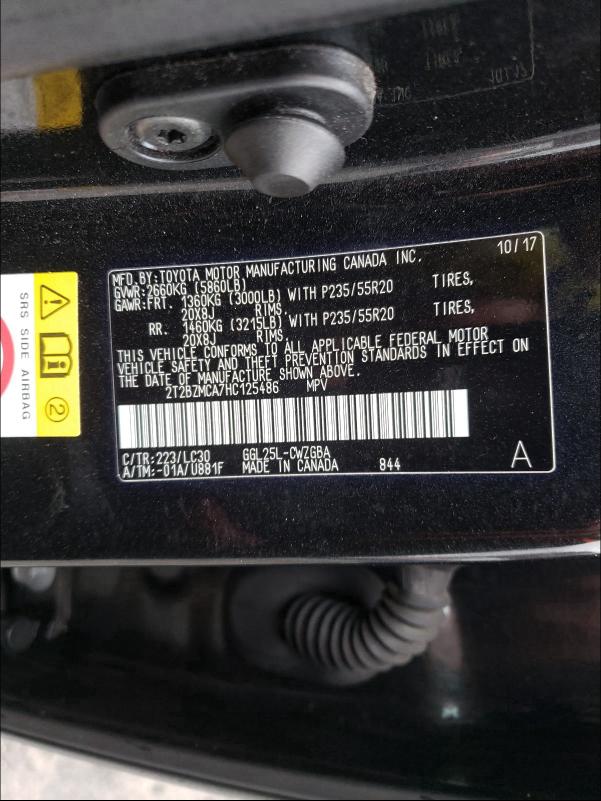 10/17
MFD.BY:TOYOTA MOTOR MANUFACTURING CANADA INC.
GVWR:2660KG (5860LB)
GAWR:FRT. 1360KG (3000LB) WITH P235/55R20 TIRES,
20X8J RIMS.
RR. 1460KG (3215LB) WITH P235/55R20 TIRES,
20X8J RIMS.
THIS VEHICLE CONFORMS TO ALL APPLICABLE FEDERAL MOTOR
VEHICLE SAFETY AND THEFT PREVENTION STANDARDS IN EFFECT ON
THE DATE OF MANUFACTURE SHOWN ABOVE.
2T2BZMCA7HC125486 MPV
C/TR:223/LC30 GGL25L-CWZGBA
A/TM:-01A/U881F MADE IN CANADA 844 A
SRS SIDE AIRBAG
2